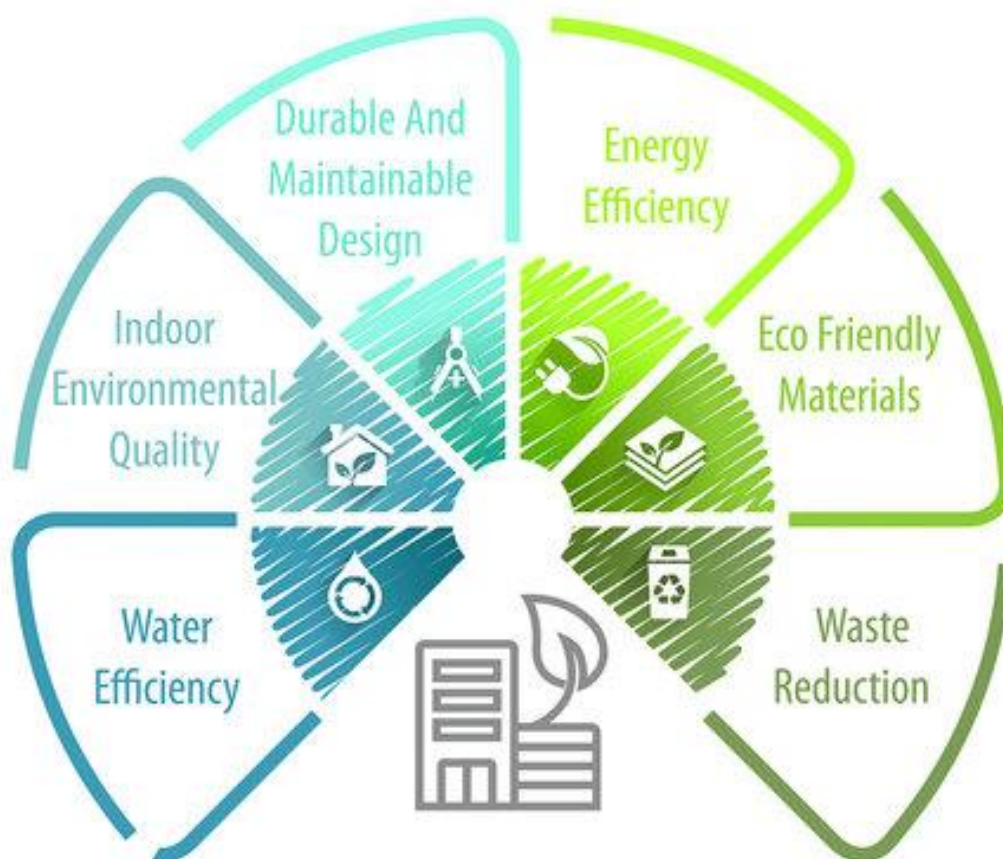 Durable And
Maintainable
Design
Energy
Efficiency
Indoor
Environmental
Quality
Eco Friendly
Materials
Water
Efficiency
Waste
Reduction